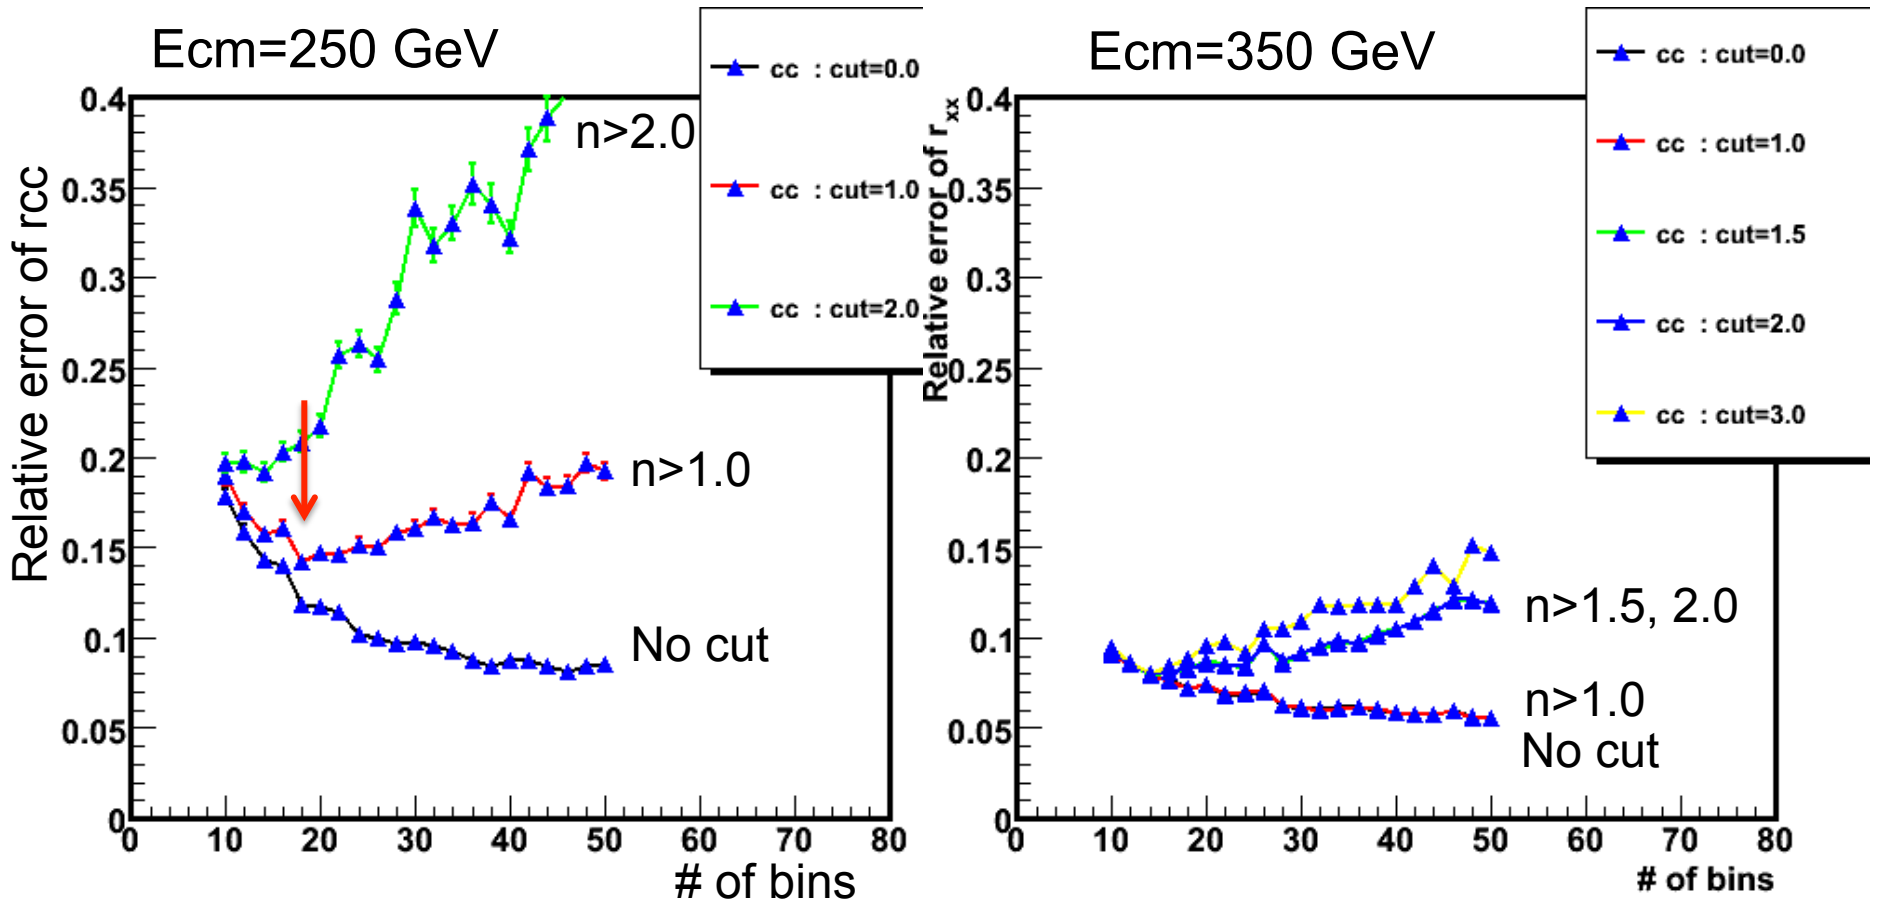 Ecm=250 GeV
cc : cut=0.0
cc : cut=1.0
cc : cut=2.0
n>2.0
n>1.0
No cut
Relative error of rcc
0.4
0.35
0.3
0.25
0.2
0.15
0.1
0.05
0
0 10 20 30 40 50 60 70 80
# of bins
Ecm=350 GeV
cc : cut=0.0
cc : cut=1.0
cc : cut=1.5
cc : cut=2.0
cc : cut=3.0
n>1.5, 2.0
n>1.0
No cut
Relative error of rxx
0.4
0.35
0.3
0.25
0.2
0.15
0.1
0.05
0
0 10 20 30 40 50 60 70 80
# of bins